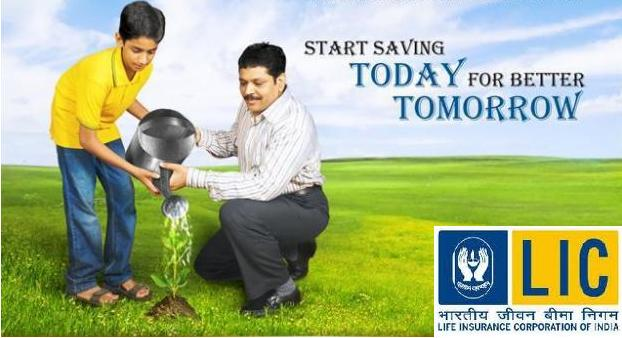 START SAVING
TODAY FOR BETTER
TOMORROW
LIC
भारतीय जीवन बीमा निगम
LIFE INSURANCE CORPORATION OF INDIA